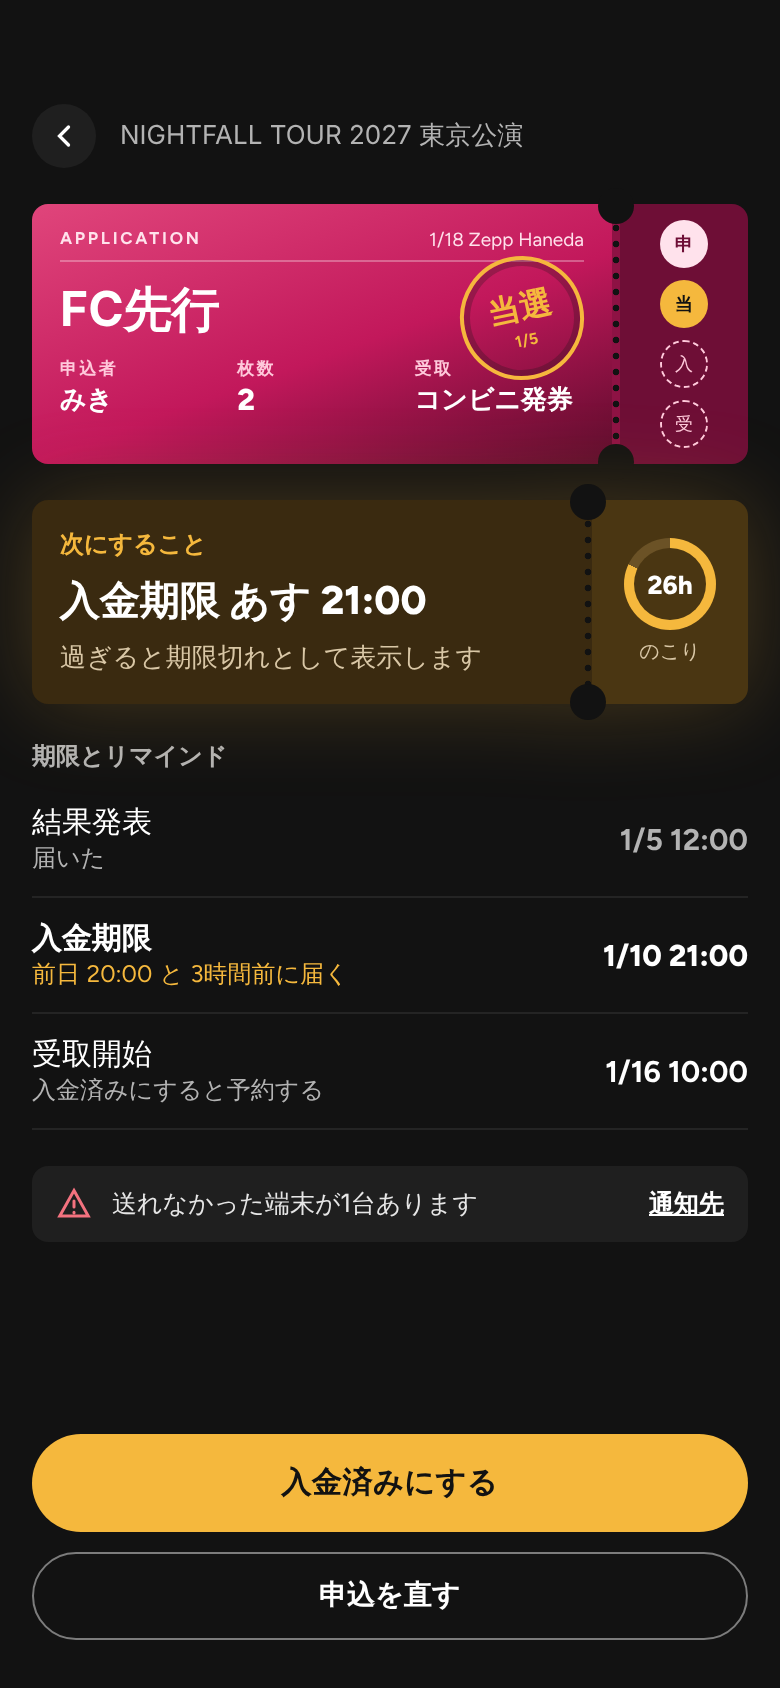 NIGHTFALL TOUR 2027 東京公演
APPLICATION
1/18 Zepp Haneda
FC先行
当選
1/5
申込者
みき
枚数
2
受取
コンビニ発券
申
当
入
受
次にすること
入金期限 あす 21:00
過ぎると期限切れとして表示します
26h
のこり
期限とリマインド
結果発表
届いた
1/5 12:00
入金期限
前日 20:00 と 3時間前に届く
1/10 21:00
受取開始
入金済みにすると予約する
1/16 10:00
送れなかった端末が1台あります
通知先
入金済みにする
申込を直す